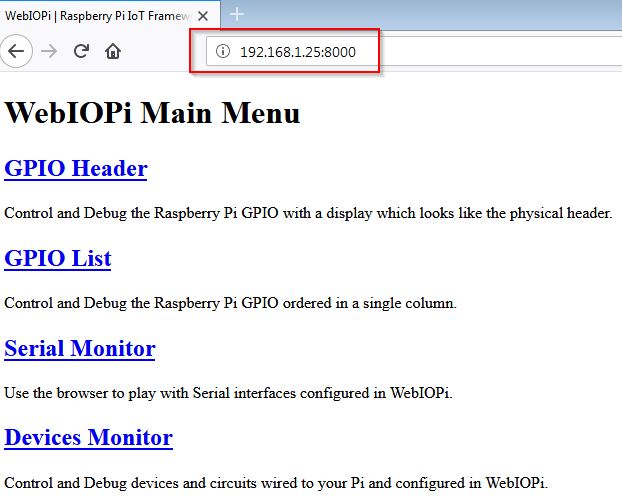 WebIOPi | Raspberry Pi IoT Framew
192.168.1.25:8000
WebIOPi Main Menu
GPIO Header
Control and Debug the Raspberry Pi GPIO with a display which looks like the physical header.
GPIO List
Control and Debug the Raspberry Pi GPIO ordered in a single column.
Serial Monitor
Use the browser to play with Serial interfaces configured in WebIOPi.
Devices Monitor
Control and Debug devices and circuits wired to your Pi and configured in WebIOPi.